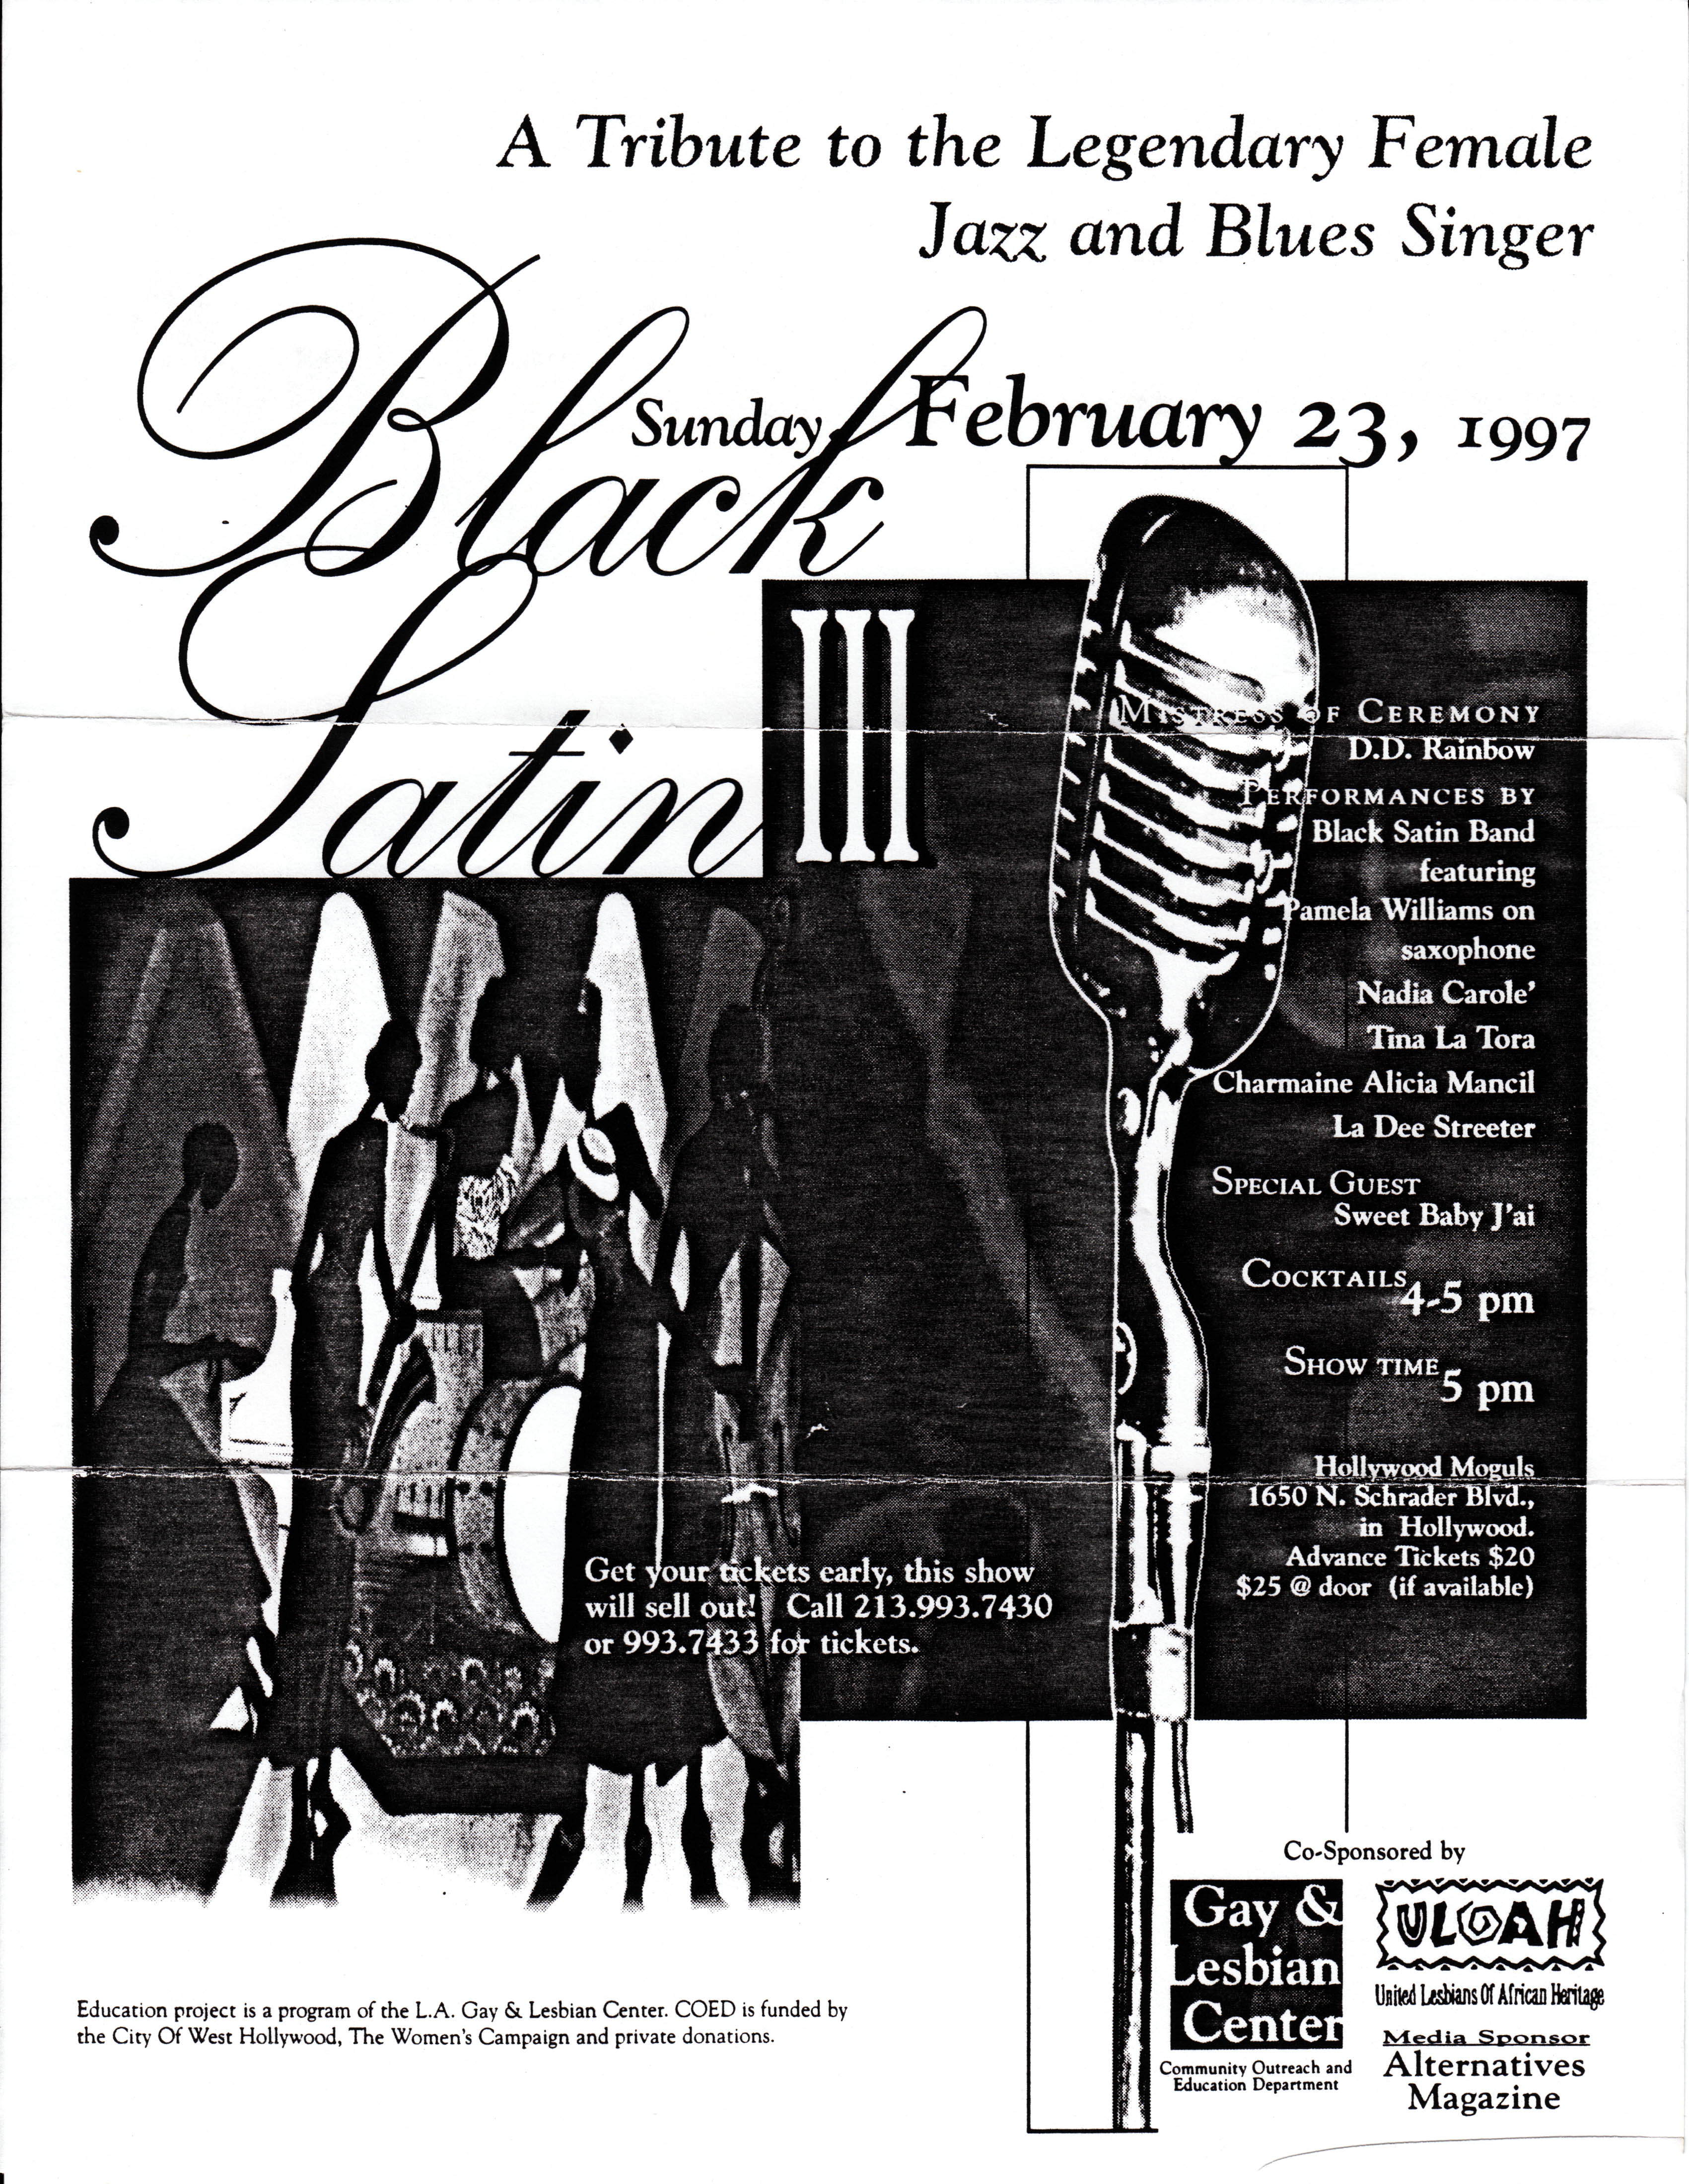 A Tribute to the Legendary Female
Jazz and Blues Singer
Sunday, February 23, 1997
Black
Satin
III
MISTRESS OF CEREMONY
D.D. Rainbow
PERFORMANCES BY
Black Satin Band
featuring
Pamela Williams on
saxophone
Nadia Carole'
Tina La Tora
Charmaine Alicia Mancil
La Dee Streeter
SPECIAL GUEST
Sweet Baby J'ai
COCKTAILS
4-5 pm
SHOW TIME
5 pm
Hollywood Moguls
1650 N. Schrader Blvd.,
in Hollywood.
Advance Tickets $20
$25 @ door (if available)
Get your tickets early, this show
will sell out! Call 213.993.7430
or 993.7433 for tickets.
Co-Sponsored by
Gay &
Lesbian
Center
Community Outreach and
Education Department
ULOAH
United Lesbians Of African Heritage
Media Sponsor
Alternatives
Magazine
Education project is a program of the L.A. Gay & Lesbian Center. COED is funded by
the City Of West Hollywood, The Women's Campaign and private donations.